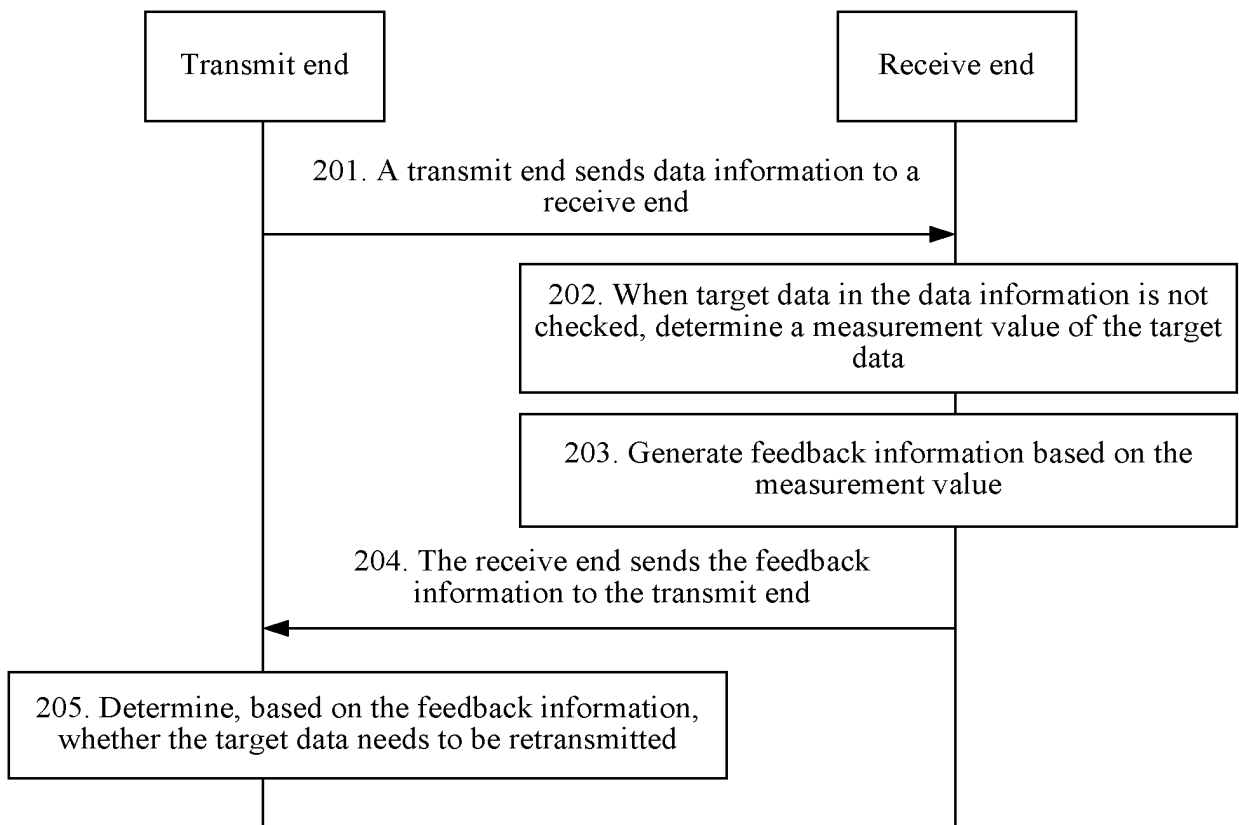 Transmit end
Receive end
201. A transmit end sends data information to a
receive end
202. When target data in the data information is not
checked, determine a measurement value of the target
data
203. Generate feedback information based on the
measurement value
204. The receive end sends the feedback
information to the transmit end
205. Determine, based on the feedback information,
whether the target data needs to be retransmitted